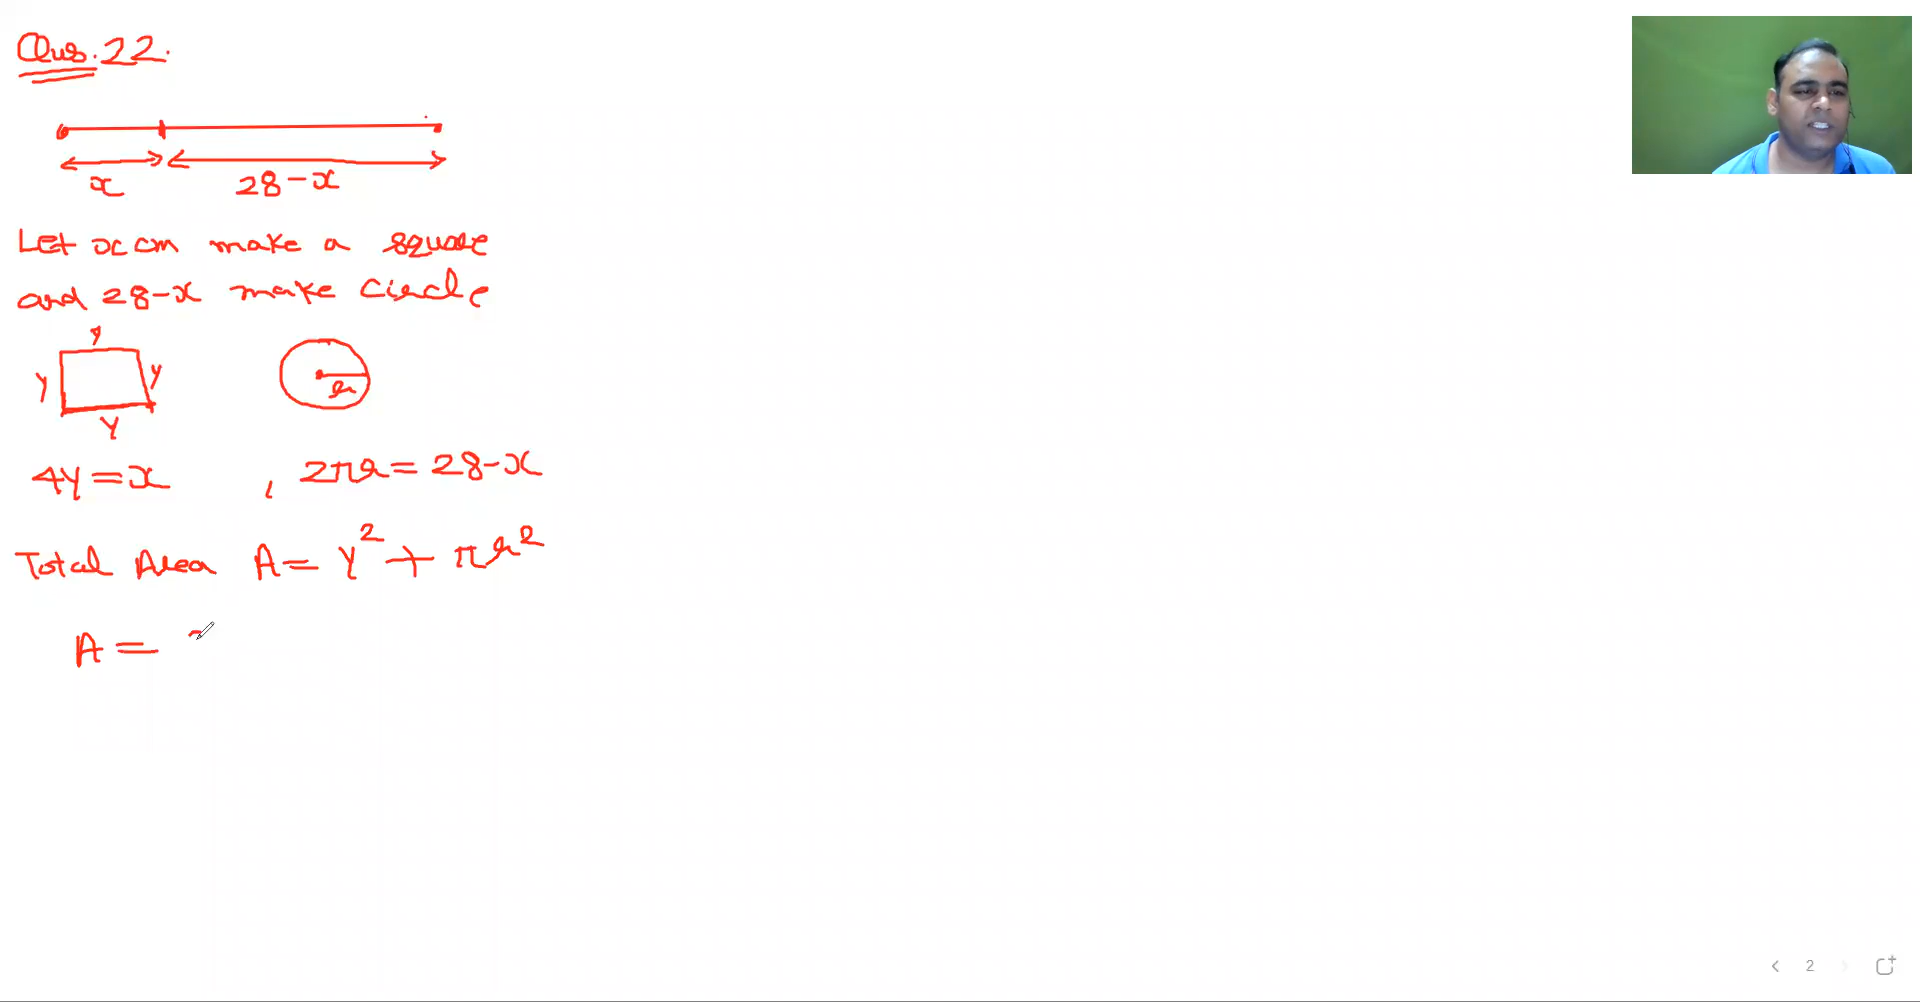 Ques. 22.
x 28-x
Let x cm make a square
and 28-x make circle
y
y y r
y
4y = x , 2πr = 28-x
Total Area A = y² + πr²
A =
2